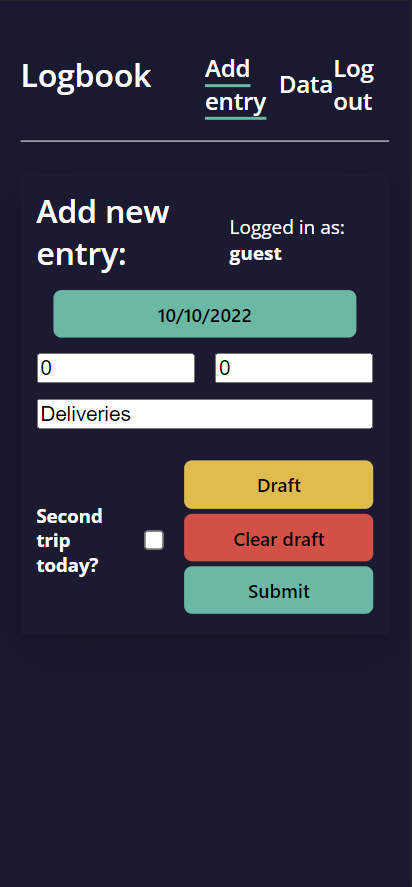 Logbook
Add
entry
Data
Log
out
Add new
entry:
Logged in as:
guest
10/10/2022
0
0
Deliveries
Second
trip
today?
Draft
Clear draft
Submit